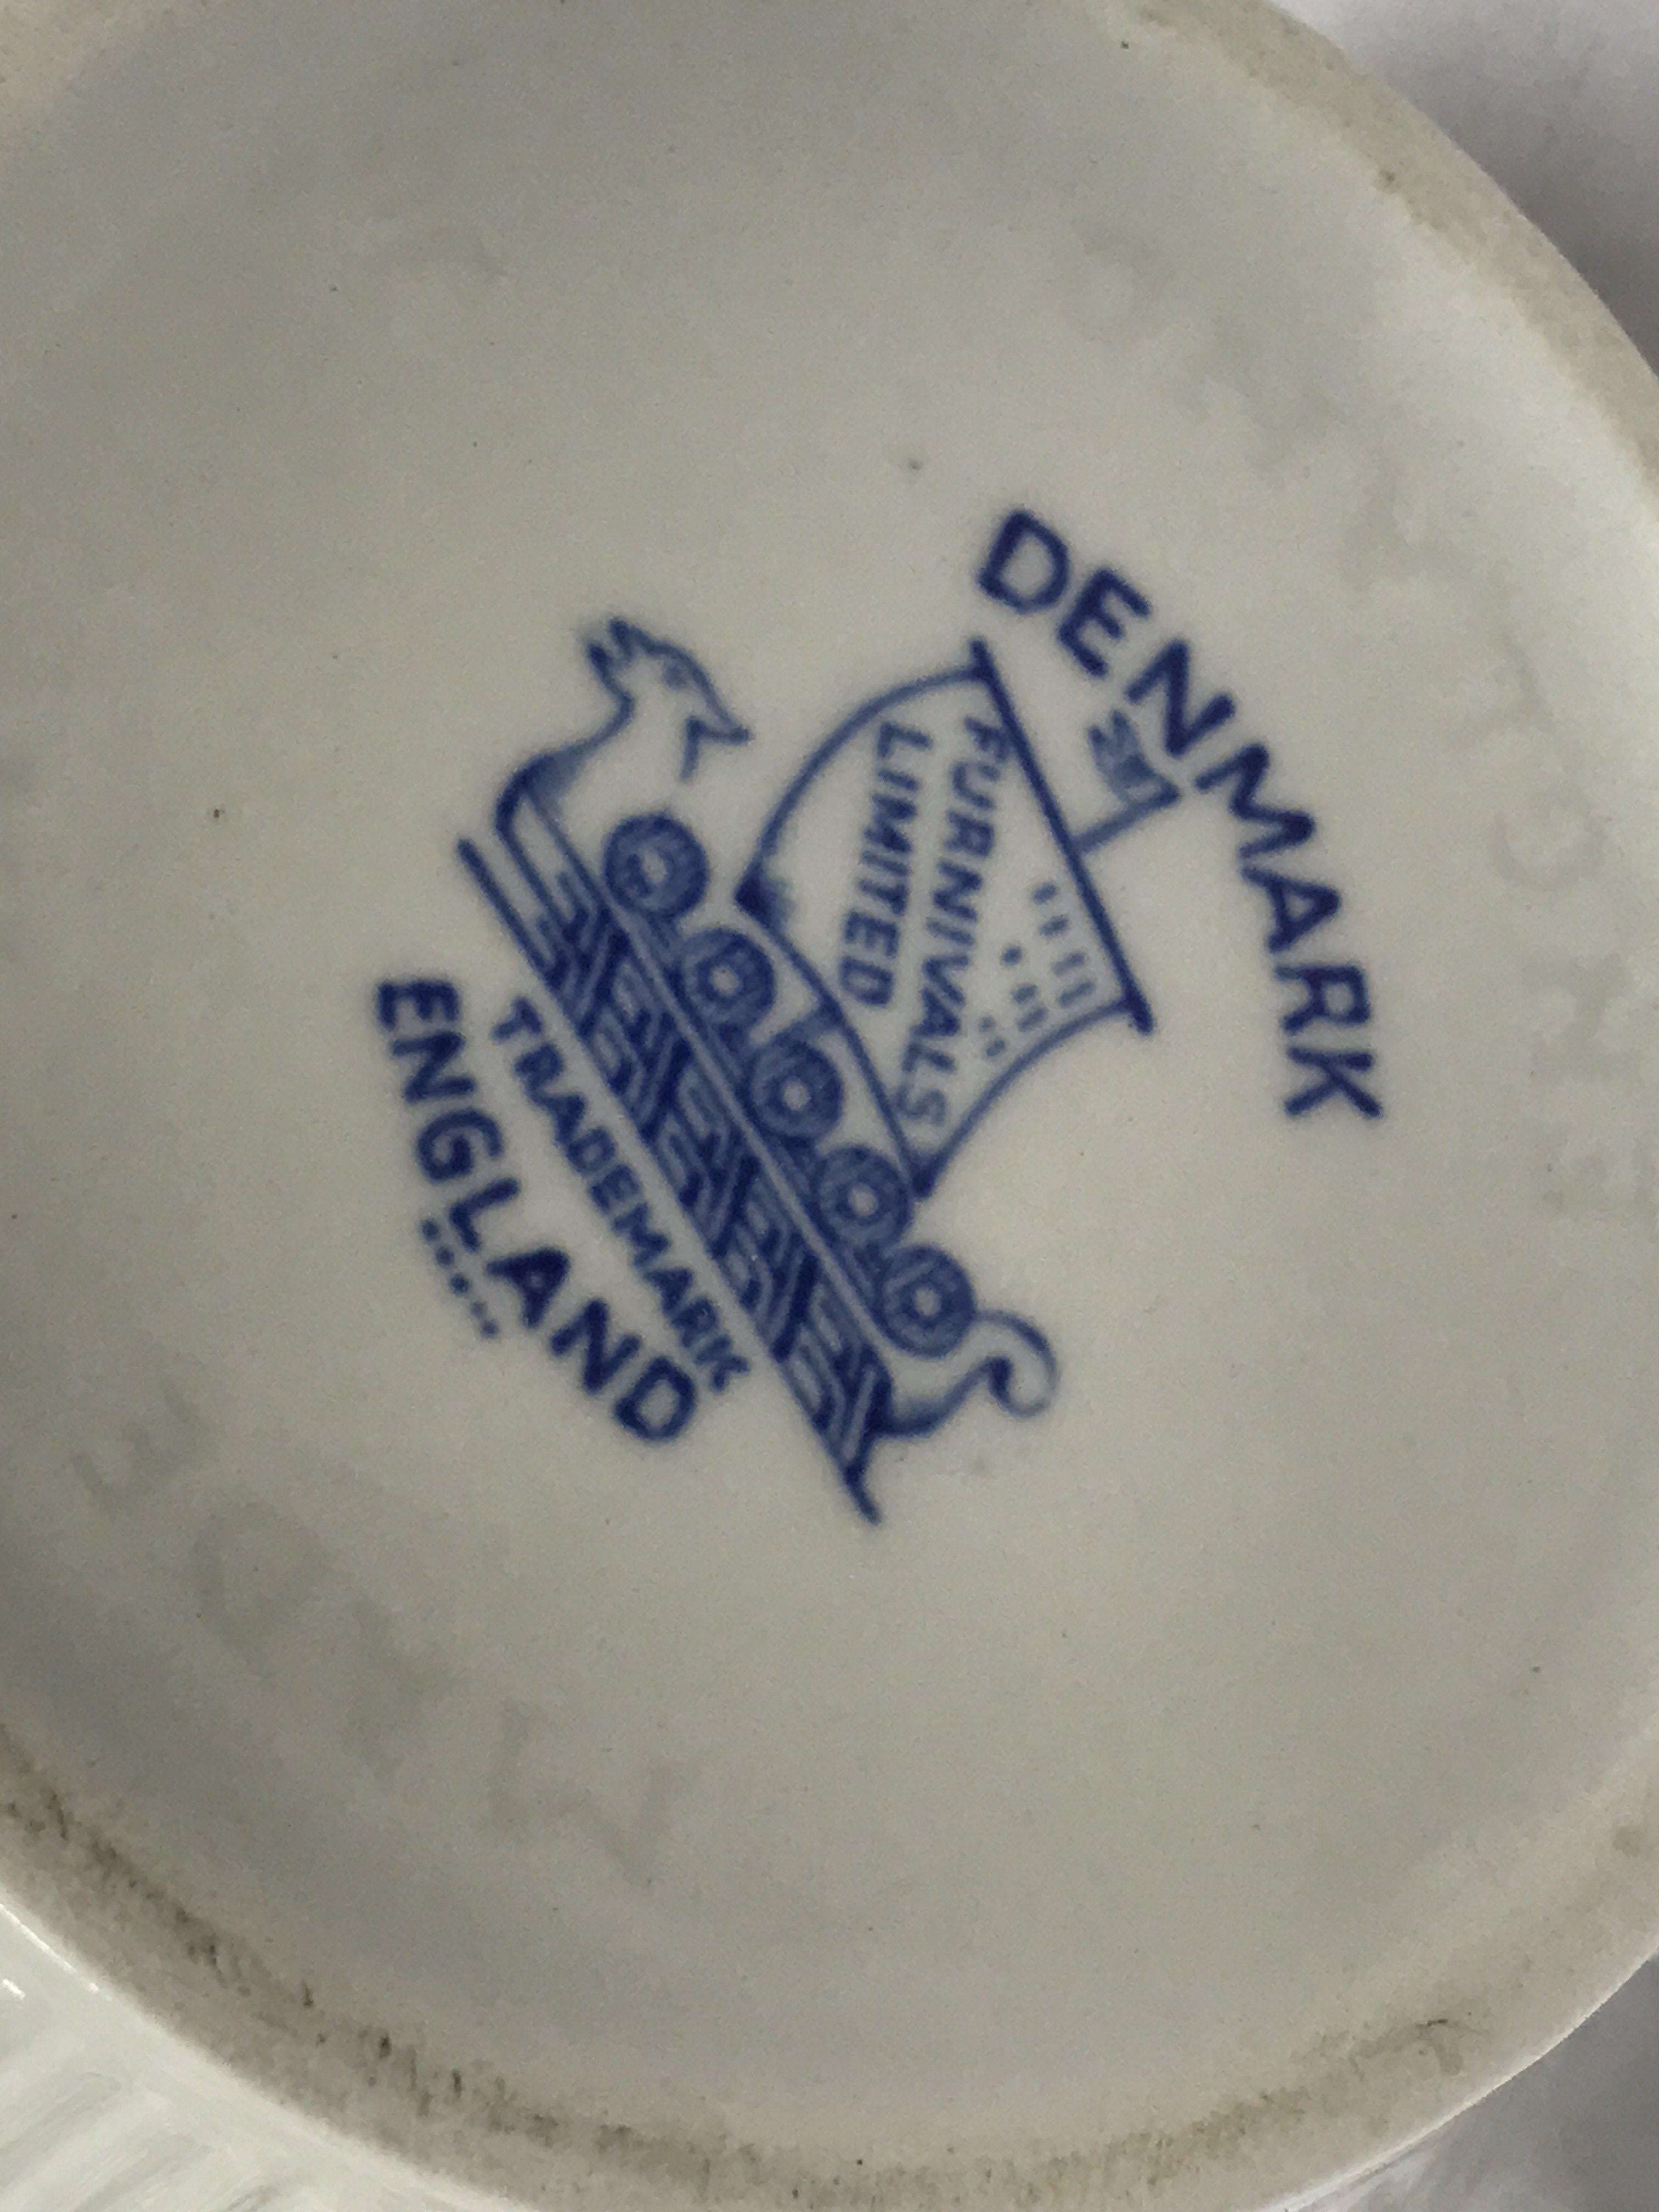 DENMARK
FURNIVALS
LIMITED
TRADEMARK
ENGLAND